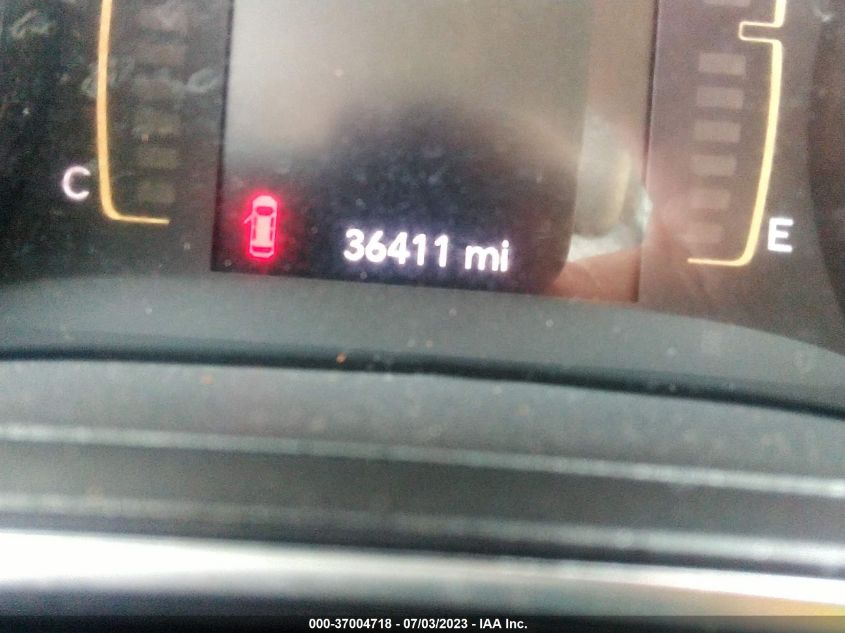 C
36411 mi
E
000-37004718 - 07/03/2023 - IAA Inc.